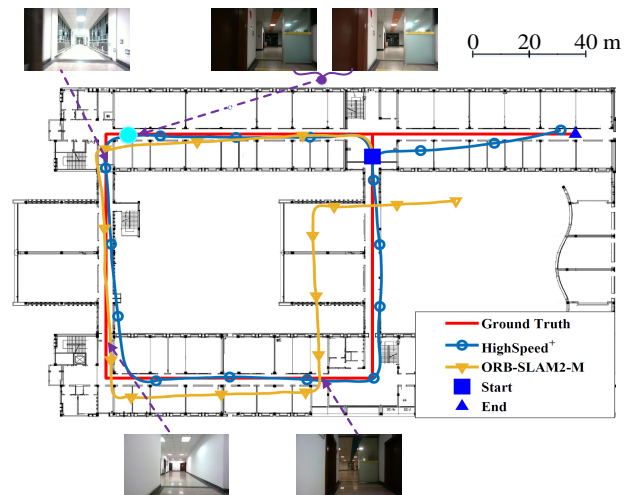 0 20 40 m
Ground Truth
HighSpeed+
ORB-SLAM2-M
Start
End